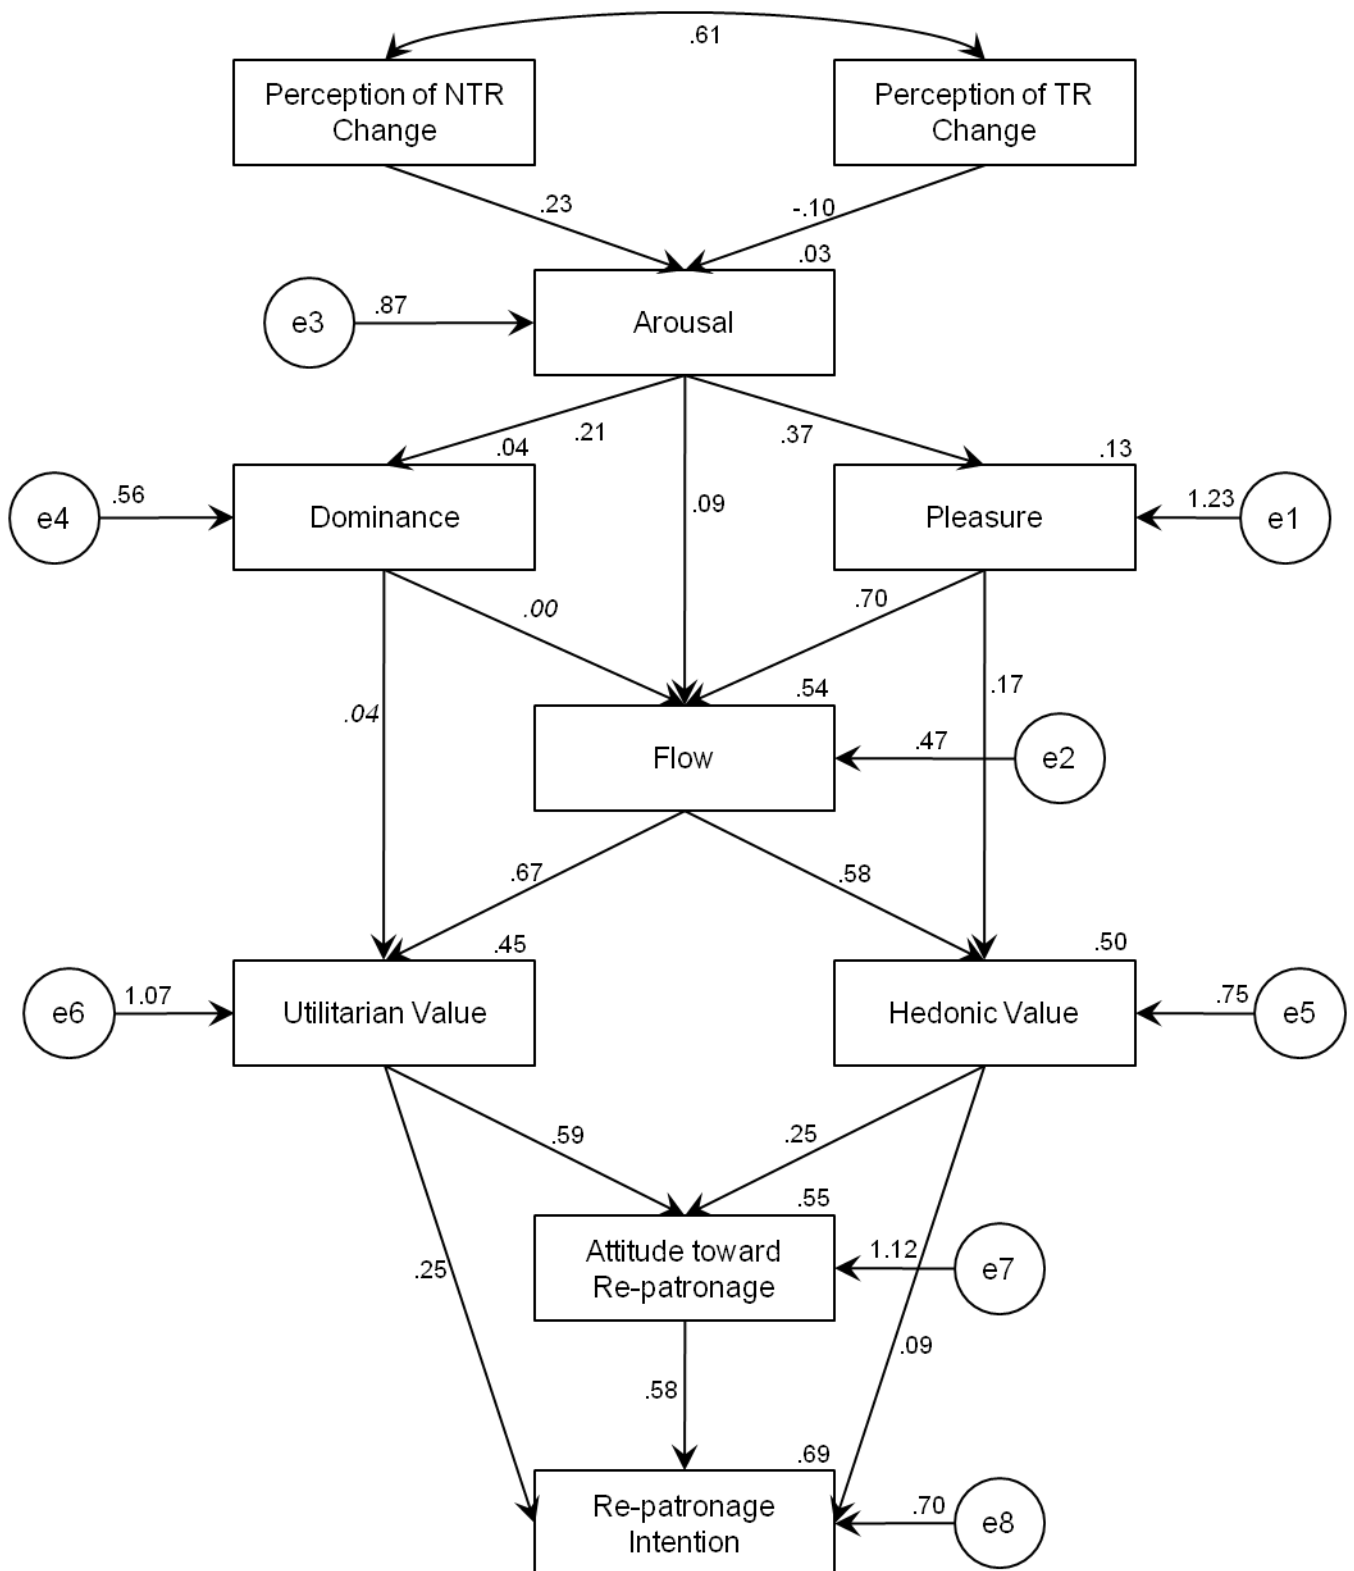 .61
Perception of NTR
Change
Perception of TR
Change
.23
-.10
.03
e3
.87
Arousal
.21
.37
.04
.13
e4
.56
Dominance
.09
Pleasure
1.23
e1
.00
.70
.04
.54
.17
Flow
.47
e2
.67
.58
.45
.50
e6
1.07
Utilitarian Value
Hedonic Value
.75
e5
.59
.25
.55
.25
Attitude toward
Re-patronage
1.12
e7
.09
.58
.69
Re-patronage
Intention
.70
e8